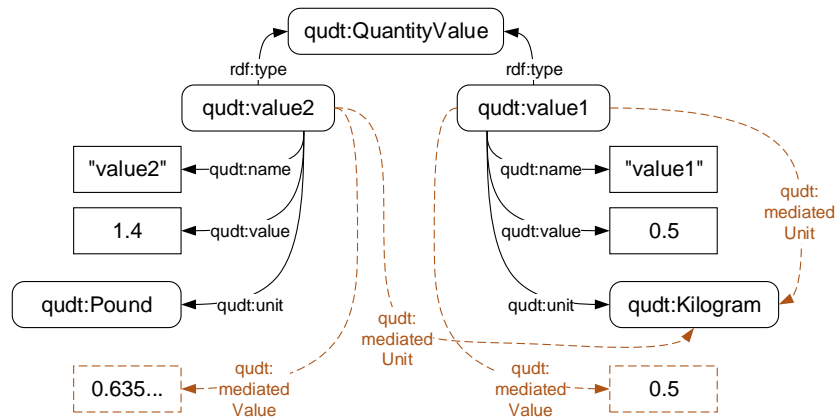 qudt:QuantityValue
rdf:type
rdf:type
qudt:value2
qudt:value1
"value2"
qudt:name
qudt:name
"value1"
qudt:
mediated
Unit
1.4
qudt:value
qudt:value
0.5
qudt:Pound
qudt:unit
qudt:unit
qudt:Kilogram
qudt:
mediated
Unit
0.635...
qudt:
mediated
Value
qudt:
mediated
Value
0.5